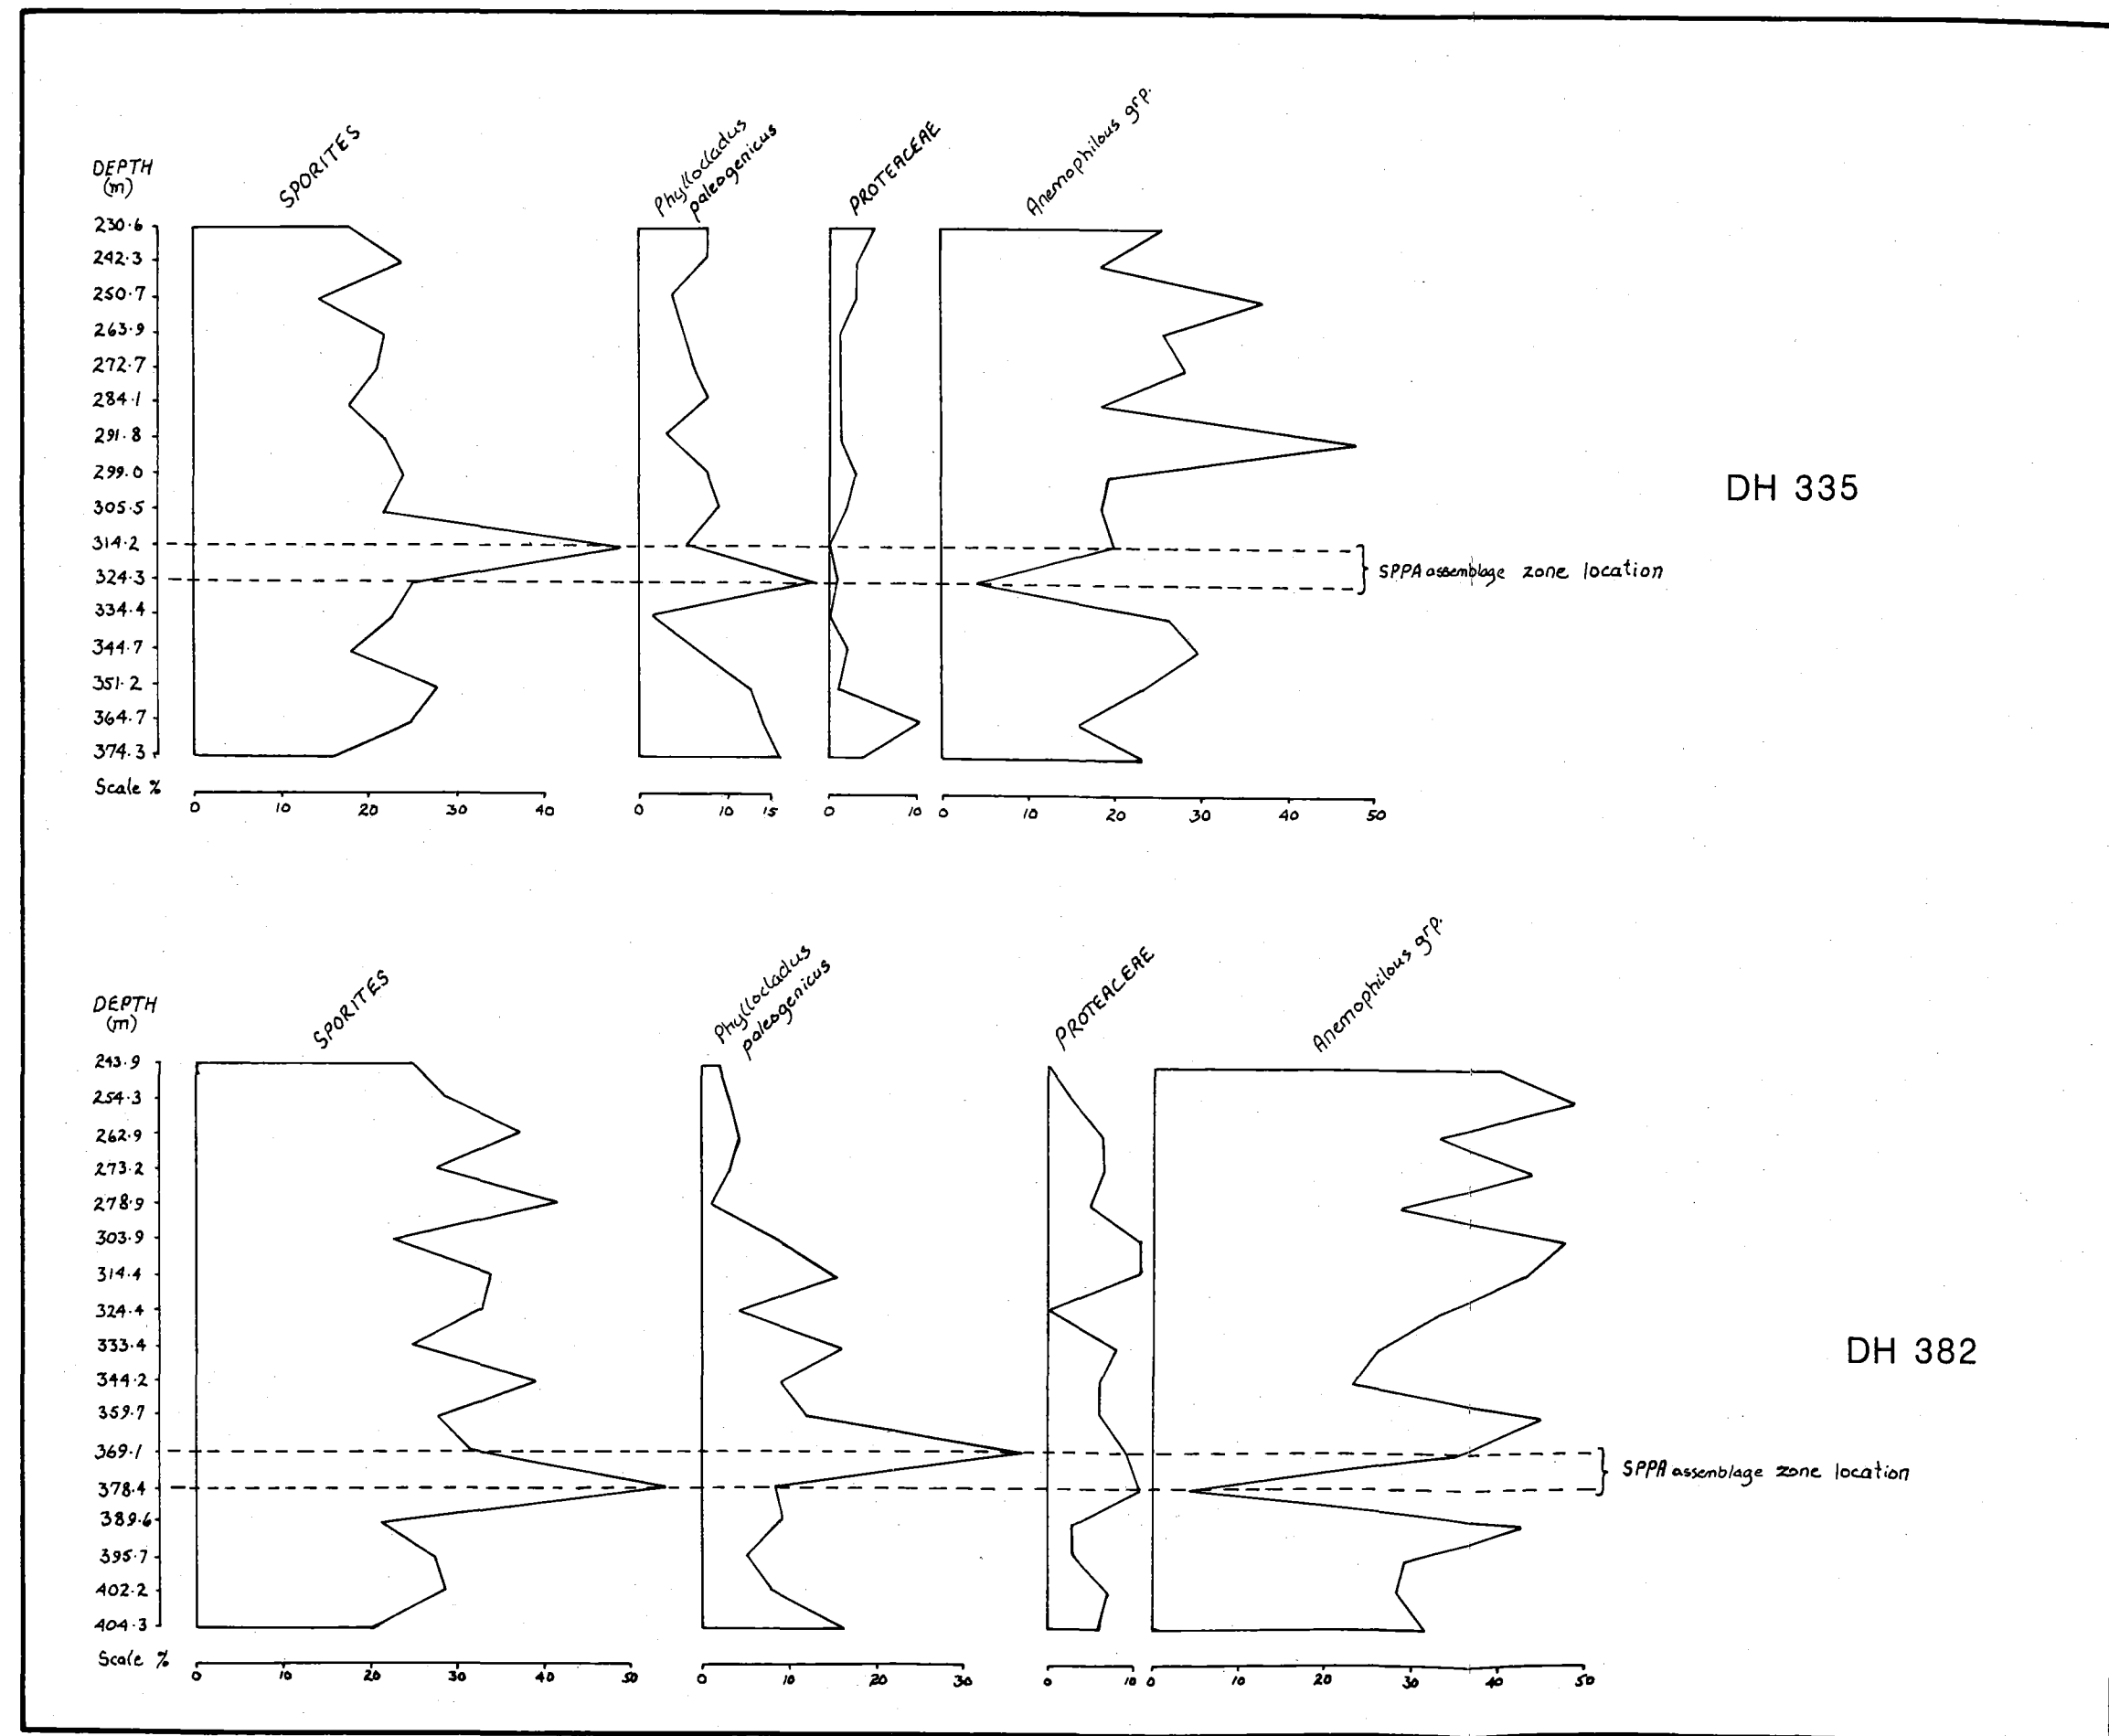 DEPTH
(m)
SPORITES
Phyllocladus
paleogenicus
PROTEACEAE
Anemophilous grp.
230.6
242.3
250.7
263.9
272.7
284.1
291.8
299.0
305.5
314.2
324.3
334.4
344.7
351.2
364.7
374.3
DH 335
SPPA assemblage zone location
Scale %
0 10 20 30 40
0 10 15
0 10
0 10 20 30 40 50
DEPTH
(m)
SPORITES
Phyllocladus
paleogenicus
PROTEACEAE
Anemophilous grp.
243.9
254.3
262.9
273.2
278.9
303.9
314.4
324.4
333.4
344.2
359.7
369.1
378.4
389.6
395.7
402.2
404.3
DH 382
SPPA assemblage zone location
Scale %
0 10 20 30 40 50
0 10 20 30
0 10
0 10 20 30 40 50